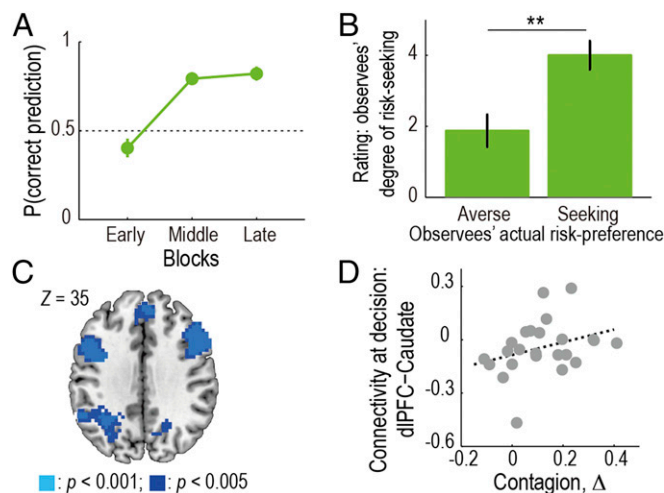 A
P(correct prediction)
1
0.5
0
Early
Middle
Late
Blocks
B
**
Rating: observees'
degree of risk-seeking
4
2
0
Averse
Seeking
Observees' actual risk-preference
C
Z = 35
: p < 0.001; : p < 0.005
D
Connectivity at decision:
dlPFC–Caudate
0.3
0
-0.3
-0.6
-0.2 0 0.2 0.4
Contagion, Δ